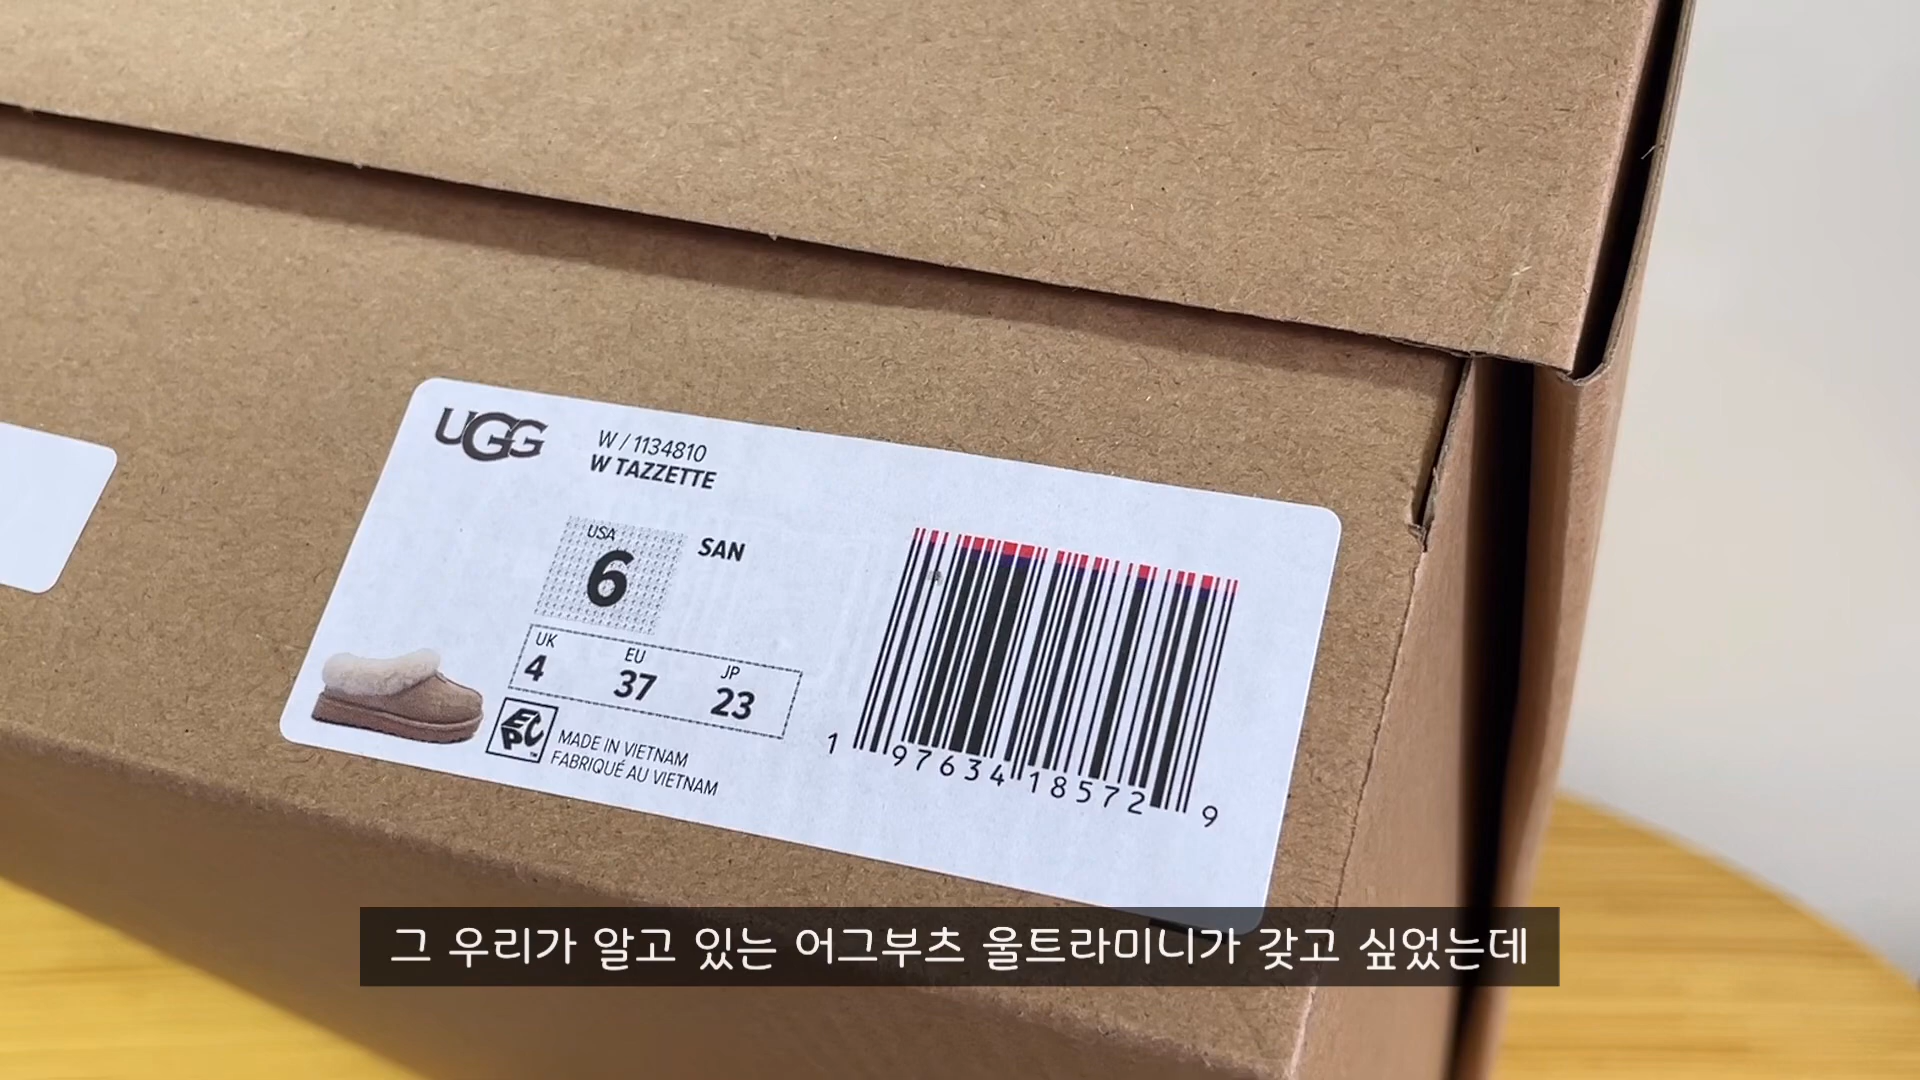 UGG
W / 1134810
W TAZZETTE
USA
6
SAN
UK
4
EU
37
JP
23
MADE IN VIETNAM
FABRIQUÉ AU VIETNAM
1 97634 18572 9
그 우리가 알고 있는 어그부츠 울트라미니가 갖고 싶었는데